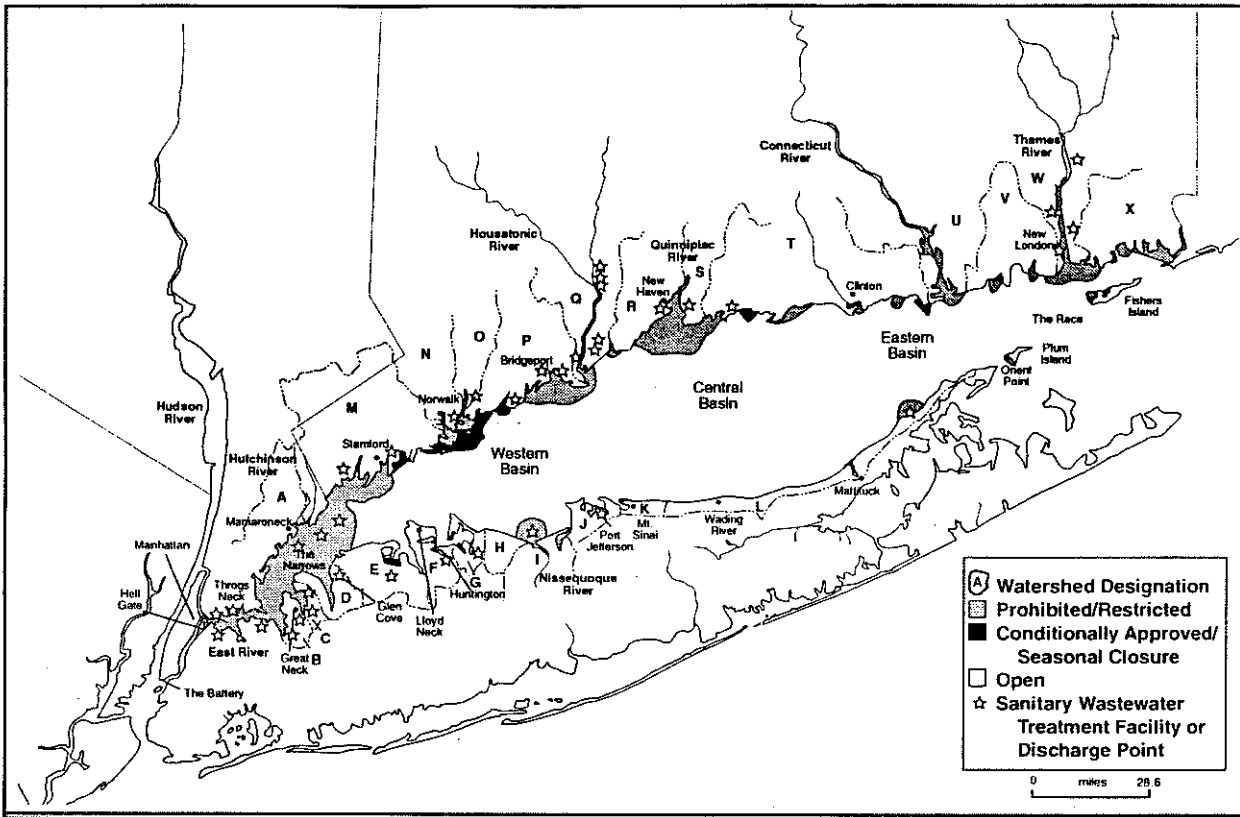 Thames
River
Connecticut
River
W
V
X
U
Housatonic
River
Quinnipiac
River
T
New
London
S
New
Haven
Clinton
Q
R
Fishers
Island
The Race
O
P
N
Eastern
Basin
Plum
Island
Bridgeport
Orient
Point
Central
Basin
Norwalk
Hudson
River
M
Stamford
Western
Basin
Hutchinson
River
A
Mattituck
Mamaroneck
K
J
Mt.
Sinai
Wading
River
Port
Jefferson
Manhattan
The
Narrows
H
E
F
I
G
Nissequoque
River
Huntington
Throgs
Neck
Hell
Gate
D
Glen
Cove
Lloyd
Neck
C
East River
Great
Neck
B
The Battery
A Watershed Designation
Prohibited/Restricted
Conditionally Approved/
Seasonal Closure
Open
Sanitary Wastewater
Treatment Facility or
Discharge Point
0 miles 28.6